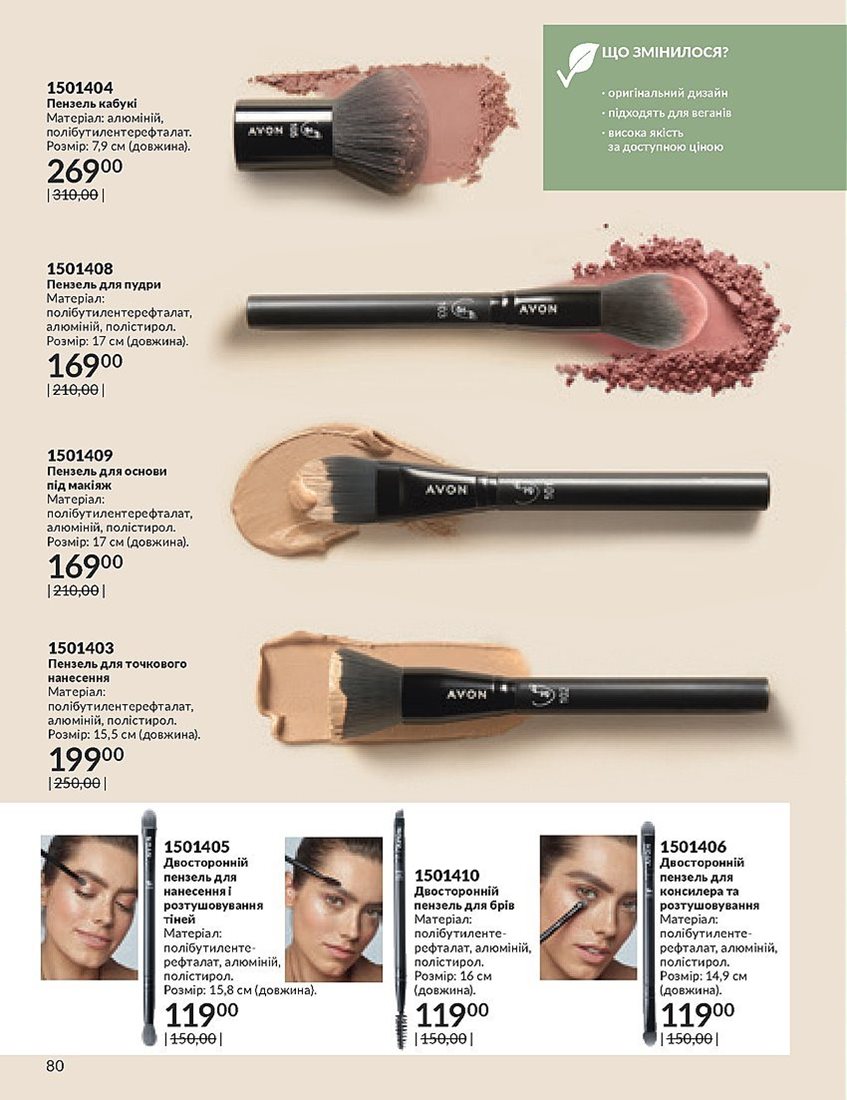 1501404
Пензель кабукі
Матеріал: алюміній,
полібутилентерефталат.
Розмір: 7,9 см (довжина).
269⁰⁰
|310,00|
AVON
ЩО ЗМІНИЛОСЯ?
· оригінальний дизайн
· підходять для веганів
· висока якість
за доступною ціною
1501408
Пензель для пудри
Матеріал:
полібутилентерефталат,
алюміній, полістирол.
Розмір: 17 см (довжина).
169⁰⁰
|210,00|
103
AVON
1501409
Пензель для основи
під макіяж
Матеріал:
полібутилентерефталат,
алюміній, полістирол.
Розмір: 17 см (довжина).
169⁰⁰
|210,00|
AVON
101
1501403
Пензель для точкового
нанесення
Матеріал:
полібутилентерефталат,
алюміній, полістирол.
Розмір: 15,5 см (довжина).
199⁰⁰
|250,00|
AVON
102
1501405
Двосторонній
пензель для
нанесення і
розтушовування
тіней
Матеріал:
полібутиленте-
рефталат, алюміній,
полістирол.
Розмір: 15,8 см (довжина).
119⁰⁰
|150,00|
1501410
Двосторонній
пензель для брів
Матеріал:
полібутиленте-
рефталат, алюміній,
полістирол.
Розмір: 16 см
(довжина).
119⁰⁰
|150,00|
1501406
Двосторонній
пензель для
консилера та
розтушовування
Матеріал:
полібутиленте-
рефталат, алюміній,
полістирол.
Розмір: 14,9 см
(довжина).
119⁰⁰
|150,00|
80